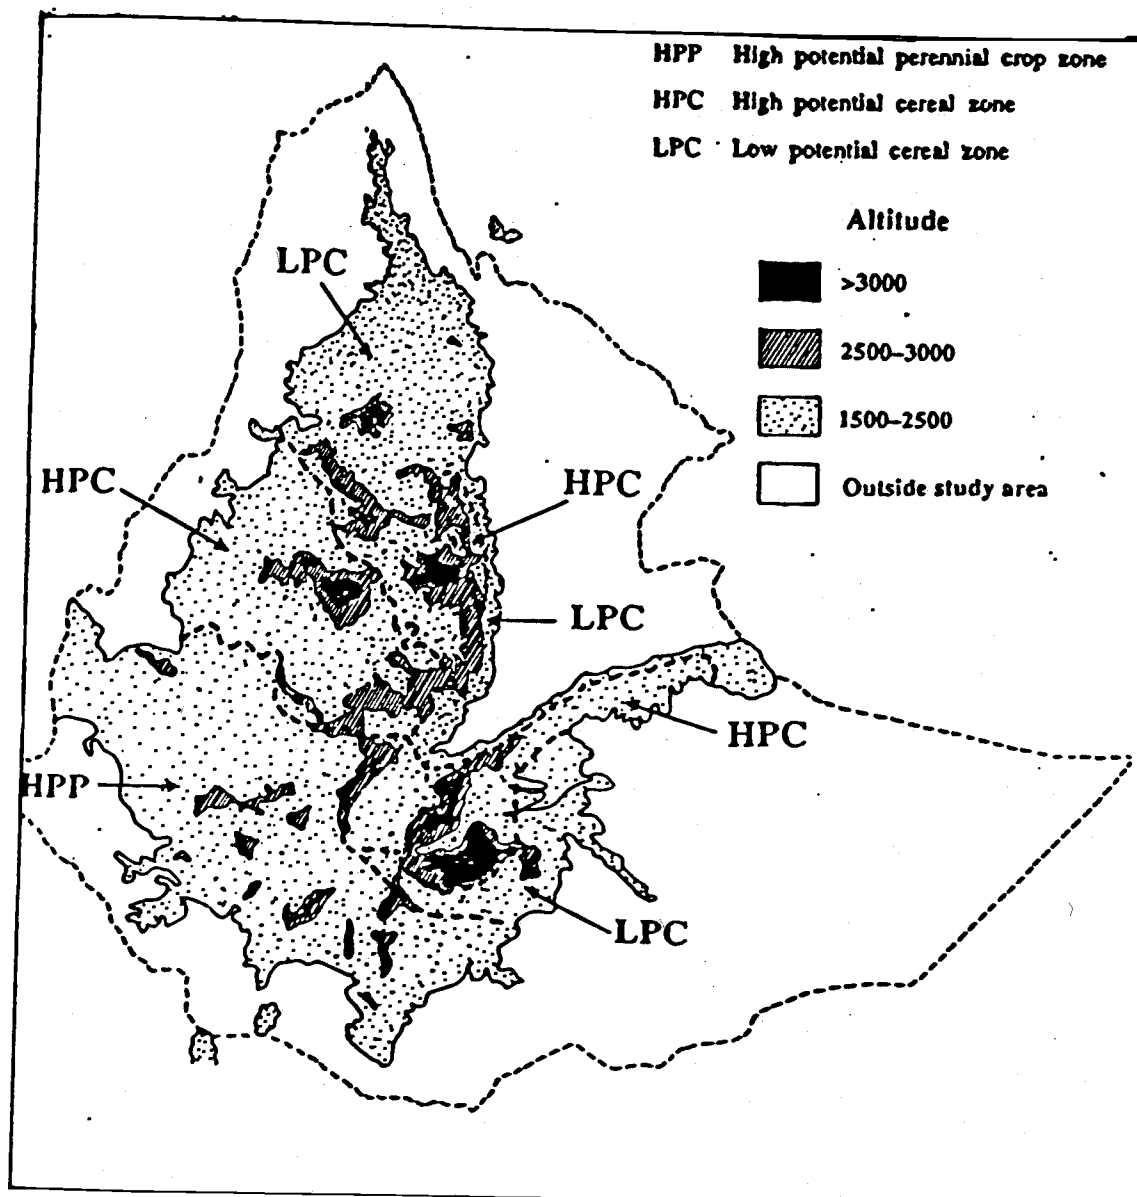 HPP High potential perennial crop zone
HPC High potential cereal zone
LPC Low potential cereal zone
Altitude
>3000
2500–3000
1500–2500
Outside study area
LPC
HPC
HPC
LPC
HPC
HPP
LPC